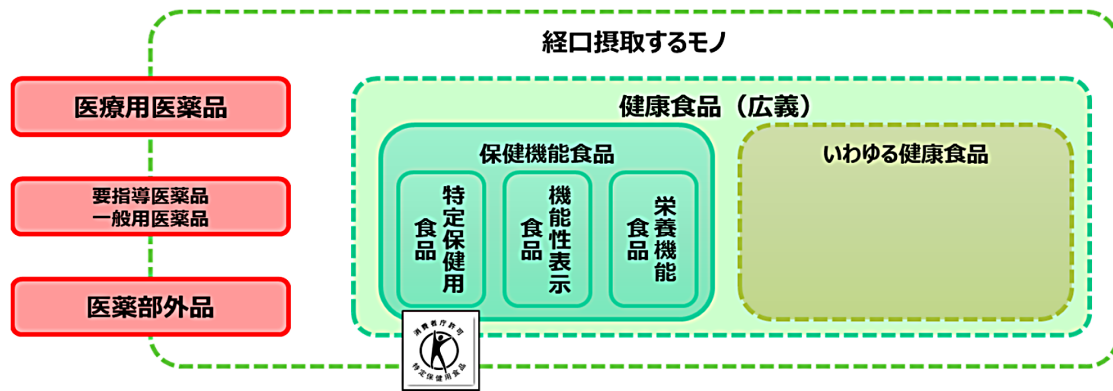 経口摂取するモノ
医療用医薬品
要指導医薬品
一般用医薬品
医薬部外品
健康食品（広義）
保健機能食品
特定保健用
食品
機能性表示
食品
栄養機能
食品
いわゆる健康食品
消費者庁許可
特定保健用食品